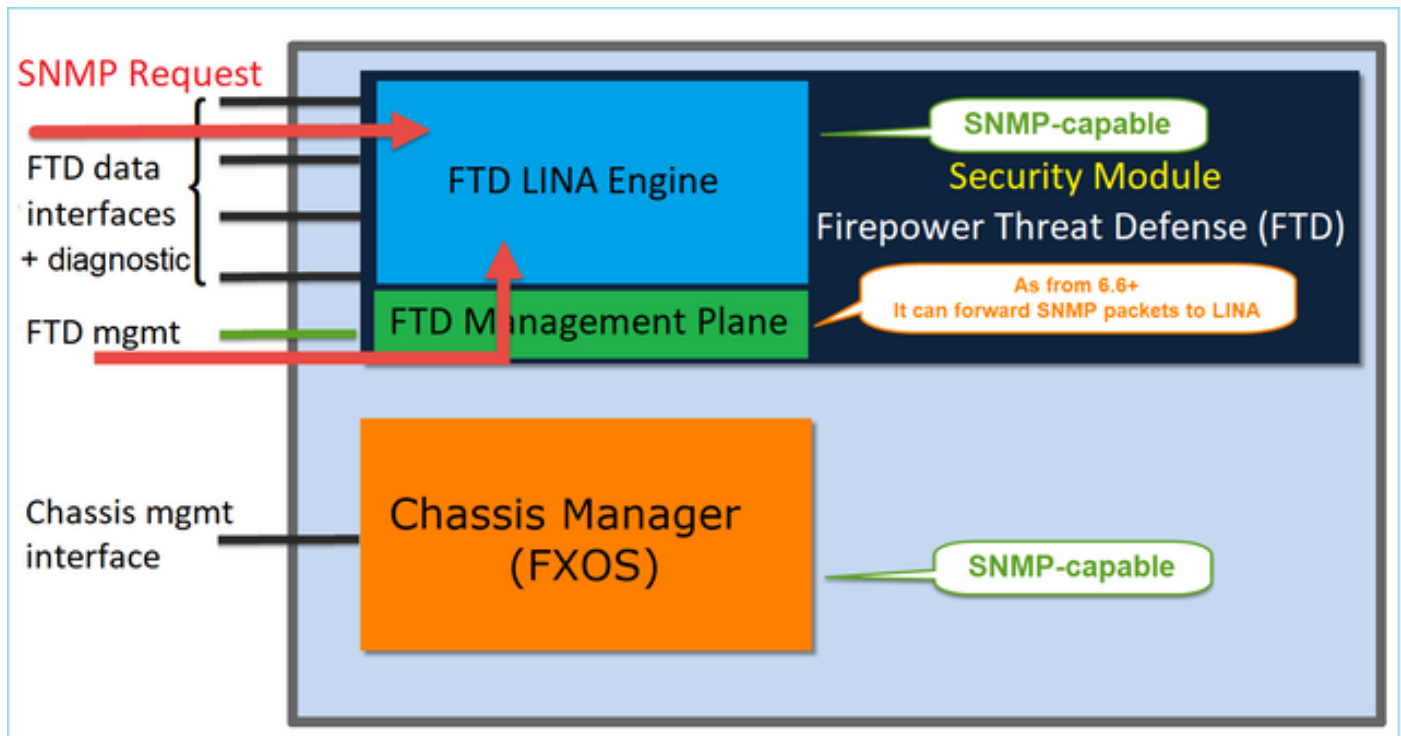 SNMP Request
FTD data
interfaces
+ diagnostic
FTD mgmt
Chassis mgmt
interface
FTD LINA Engine
FTD Management Plane
SNMP-capable
Security Module
Firepower Threat Defense (FTD)
As from 6.6+
It can forward SNMP packets to LINA
Chassis Manager
(FXOS)
SNMP-capable